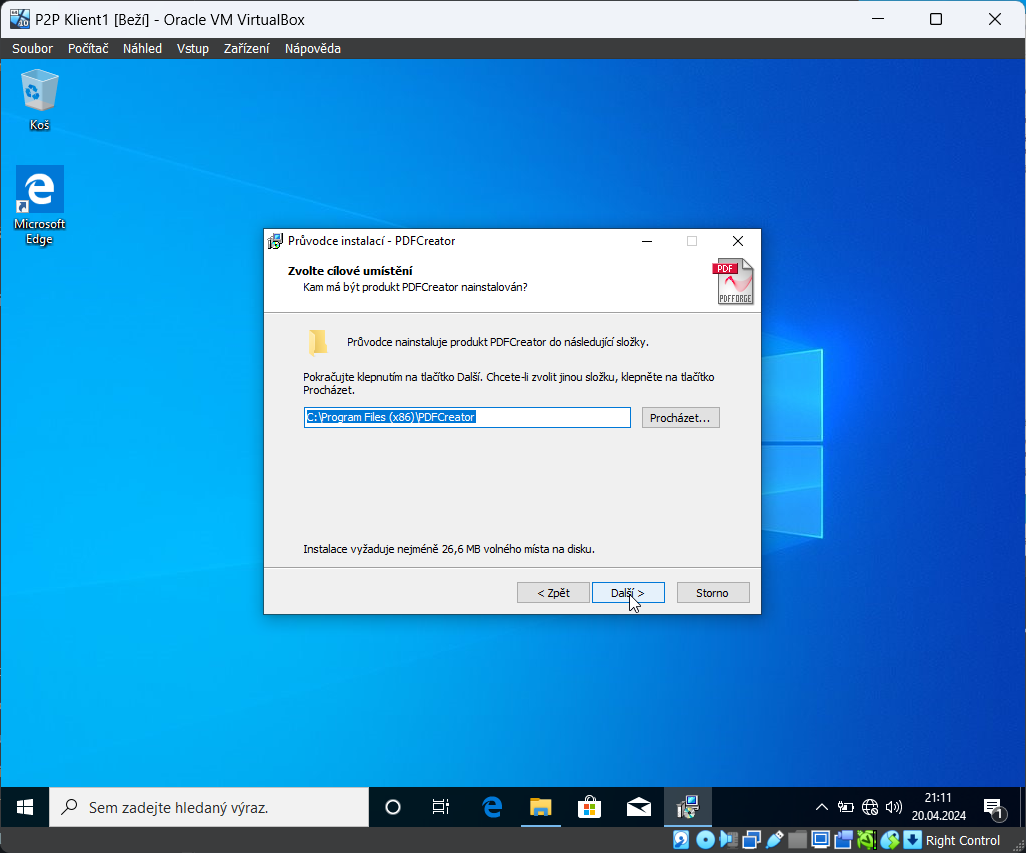 P2P Klient1 [Beží] - Oracle VM VirtualBox
Soubor Počítač Náhled Vstup Zařízení Nápověda
Koš
Microsoft
Edge
Průvodce instalací - PDFCreator
Zvolte cílové umístění
Kam má být produkt PDFCreator nainstalován?
PDF
PDFFORGE
Průvodce nainstaluje produkt PDFCreator do následující složky.
Pokračujte klepnutím na tlačítko Další. Chcete-li zvolit jinou složku, klepněte na tlačítko
Procházet.
C:\Program Files (x86)\PDFCreator
Procházet...
Instalace vyžaduje nejméně 26,6 MB volného místa na disku.
< Zpět Další > Storno
Sem zadejte hledaný výraz.
21:11
20.04.2024
1
Right Control